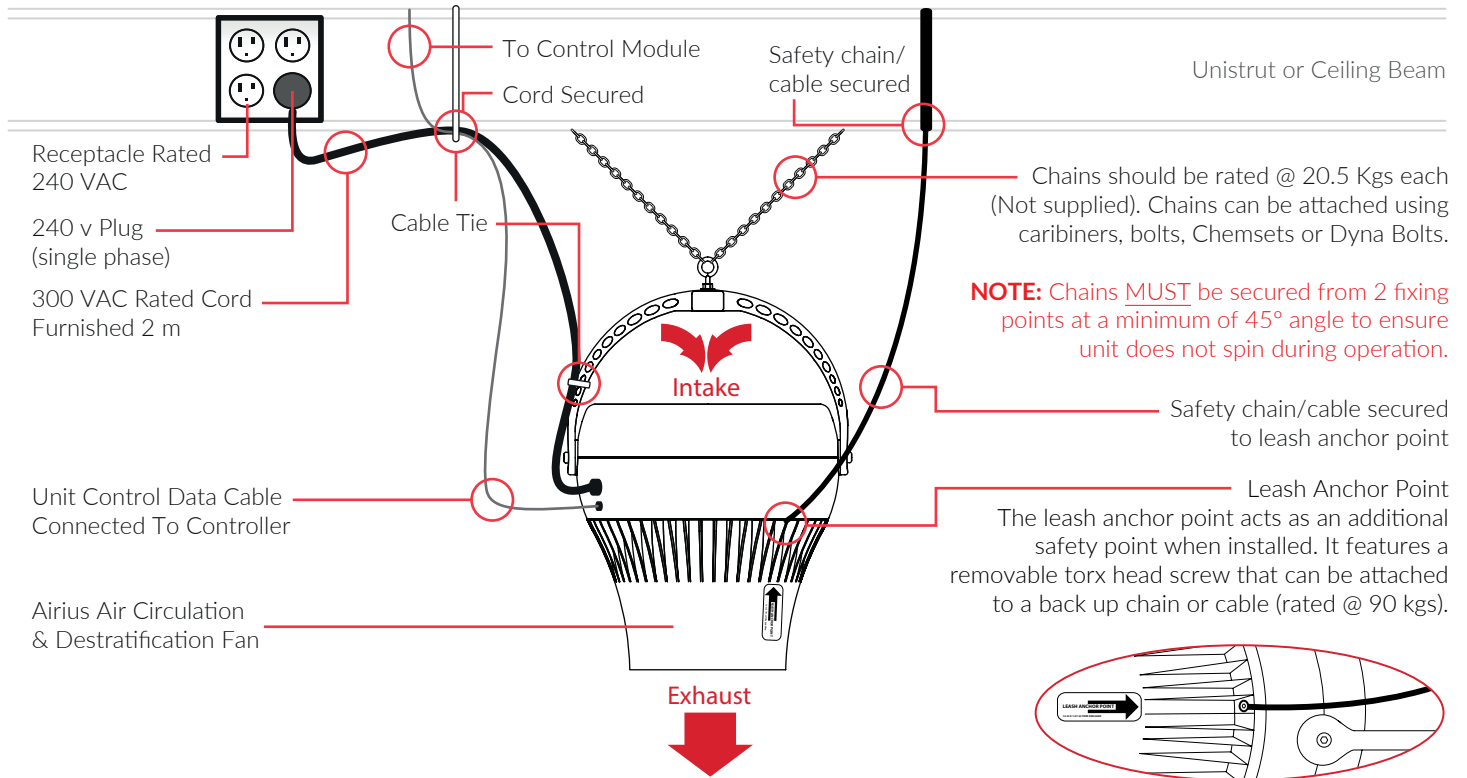 To Control Module
Cord Secured
Safety chain/
cable secured
Unistrut or Ceiling Beam
Receptacle Rated
240 VAC
240 v Plug
(single phase)
300 VAC Rated Cord
Furnished 2 m
Cable Tie
Chains should be rated @ 20.5 Kgs each
(Not supplied). Chains can be attached using
caribiners, bolts, Chemsets or Dyna Bolts.
NOTE: Chains MUST be secured from 2 fixing
points at a minimum of 45° angle to ensure
unit does not spin during operation.
Intake
Safety chain/cable secured
to leash anchor point
Unit Control Data Cable
Connected To Controller
Leash Anchor Point
The leash anchor point acts as an additional
safety point when installed. It features a
removable torx head screw that can be attached
to a back up chain or cable (rated @ 90 kgs).
Airius Air Circulation
& Destratification Fan
Exhaust
LEASH ANCHOR POINT